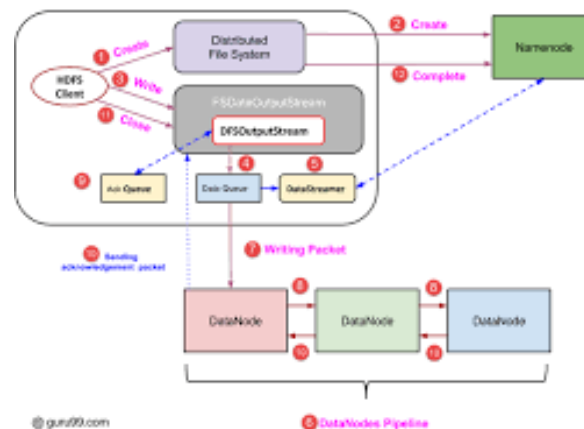 1 Create
Distributed
File System
2 Create
12 Complete
Namenode
HDFS
Client
3 Write
11 Close
FSDataOutputStream
DFSOutputStream
9
Ack Queue
4
Data Queue
5
DataStreamer
7 Writing Packet
10 Sending
acknowledgement packet
8
8
DataNode
DataNode
DataNode
10
10
6 DataNodes Pipeline
@ guru99.com